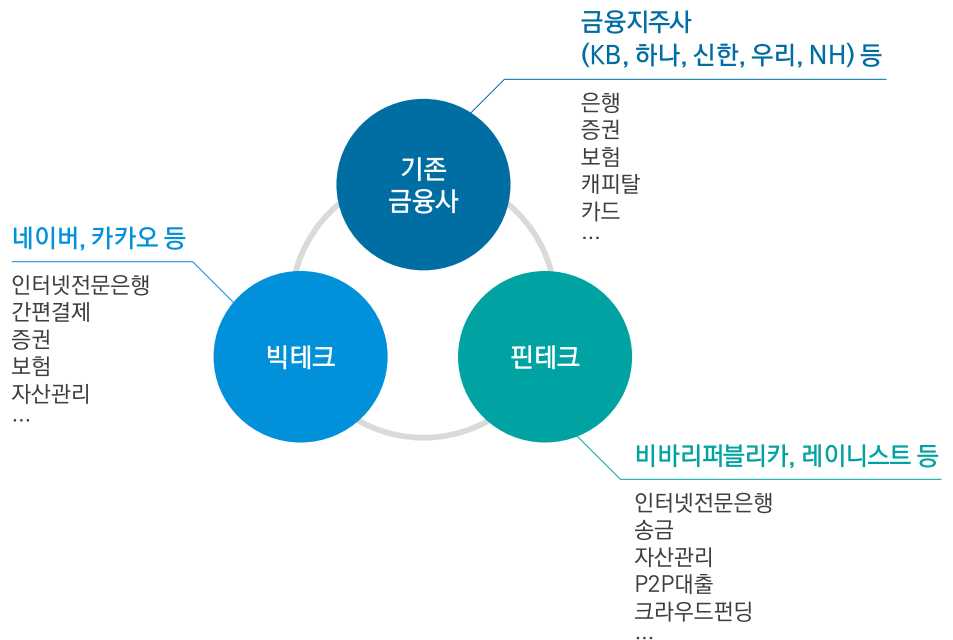 금융지주사
(KB, 하나, 신한, 우리, NH) 등
은행
증권
보험
캐피탈
카드
...
기존
금융사
네이버, 카카오 등
인터넷전문은행
간편결제
증권
보험
자산관리
...
빅테크
핀테크
비바리퍼블리카, 레이니스트 등
인터넷전문은행
송금
자산관리
P2P대출
크라우드펀딩
...